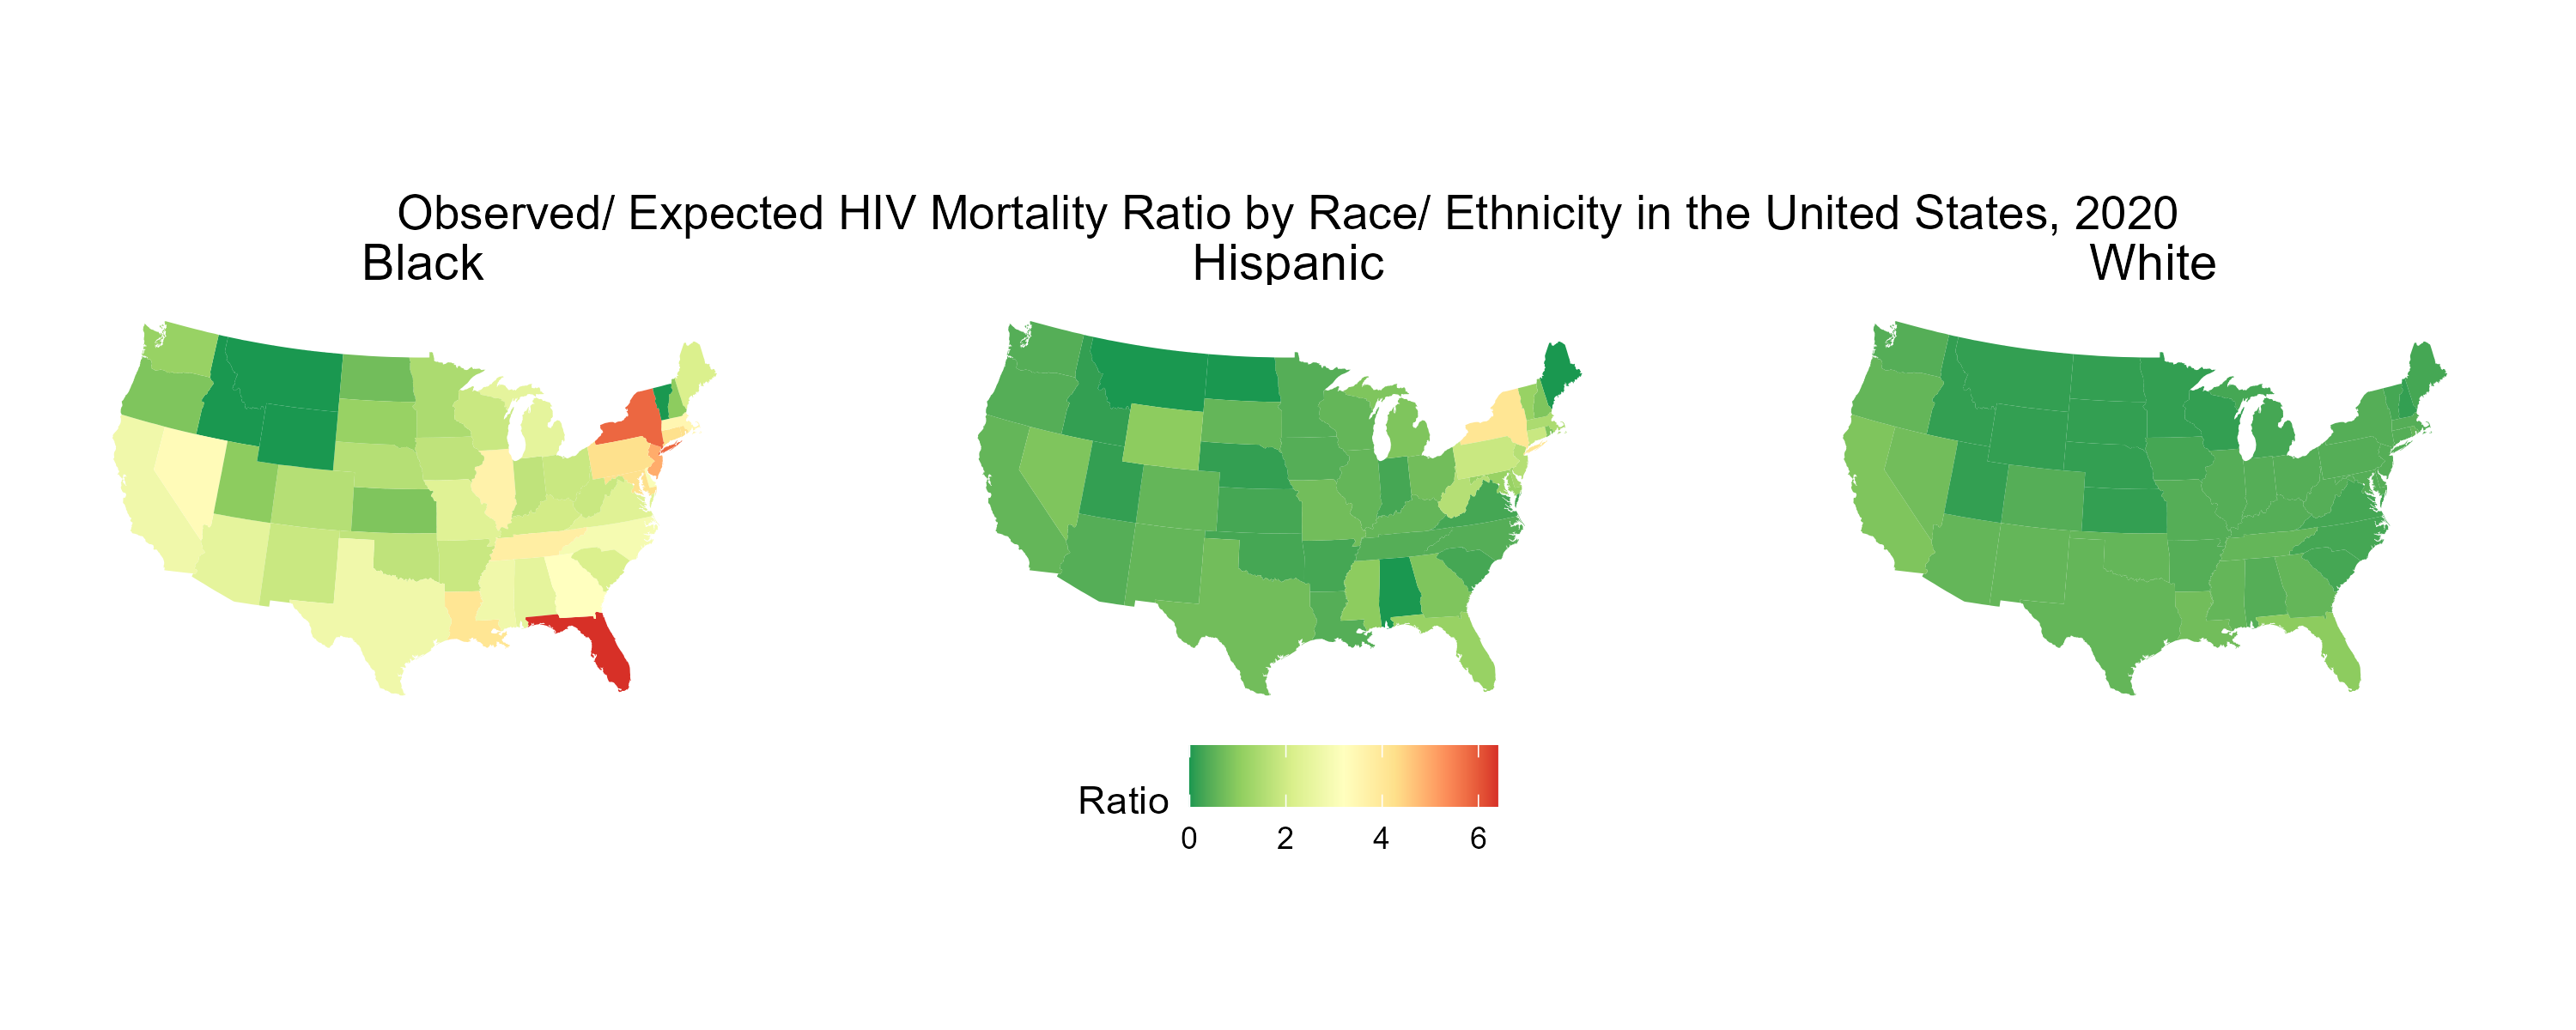 Observed/ Expected HIV Mortality Ratio by Race/ Ethnicity in the United States, 2020
Black
Hispanic
White
Ratio
0 2 4 6